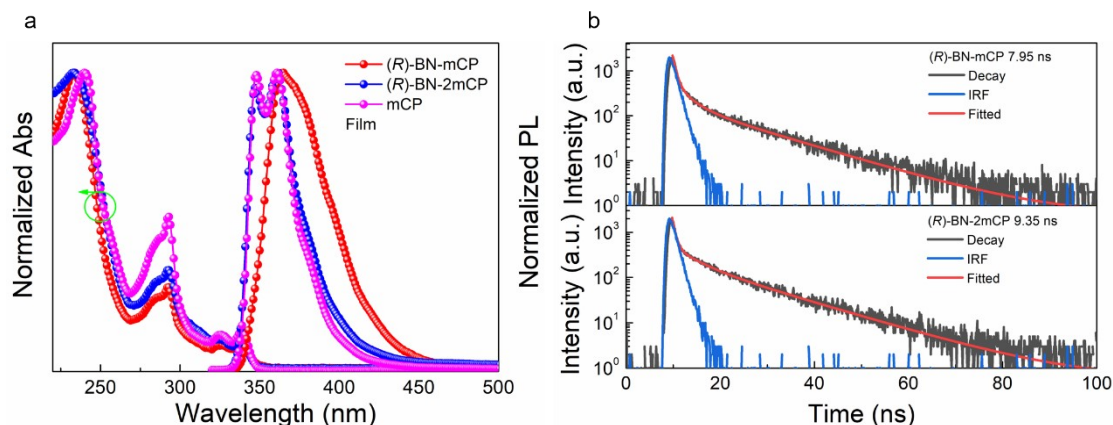 a
Normalized Abs
Normalized PL
(R)-BN-mCP
(R)-BN-2mCP
mCP
Film
250 300 350 400 450 500
Wavelength (nm)
b
Intensity (a.u.)
10³
10²
10¹
10⁰
(R)-BN-mCP 7.95 ns
Decay
IRF
Fitted
Intensity (a.u.)
10³
10²
10¹
10⁰
(R)-BN-2mCP 9.35 ns
Decay
IRF
Fitted
0 20 40 60 80 100
Time (ns)